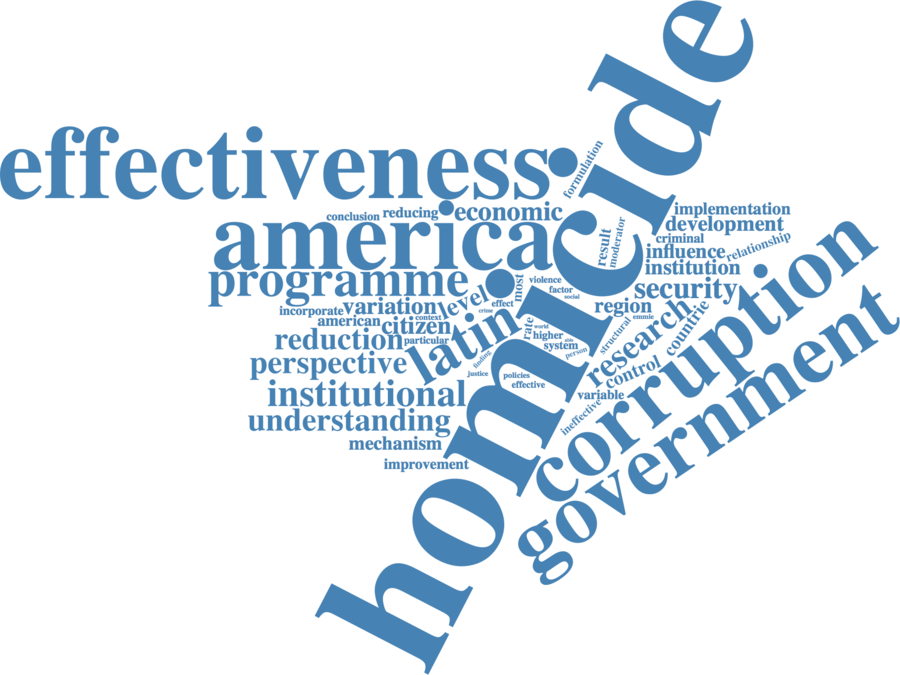 homicide
effectiveness
formulation
conclusion
reducing
economic
america
result
moderator
implementation
development
criminal
influence
relationship
institution
programme
most
violence
factor
social
security
incorporate
variation
level
effect
crime
region
american
citizen
context
latin
rate
world
higher
structural
research
countrie
corruption
reduction
particular
system
able
person
finding
perspective
justice
policies
effective
control
variable
institutional
ineffective
government
understanding
mechanism
improvement